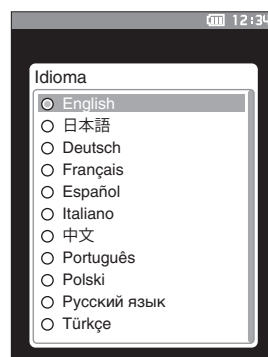 12:34
Idioma
English
日本語
Deutsch
Français
Español
Italiano
中文
Português
Polski
Русский язык
Türkçe